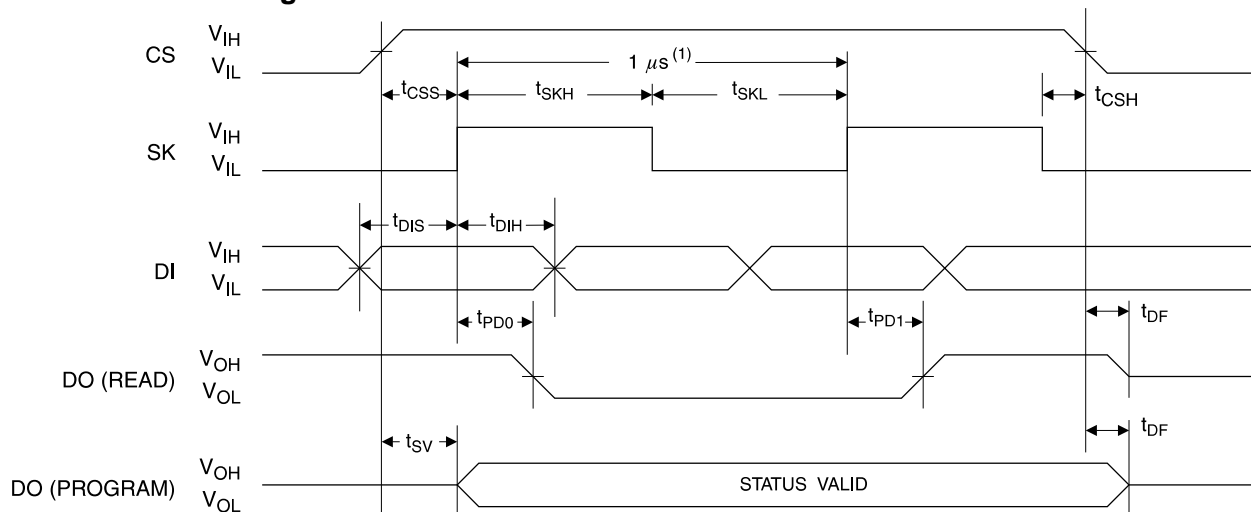 CS
V_IH
V_IL
1 μs(1)
t_CSS
t_SKH
t_SKL
t_CSH
SK
V_IH
V_IL
t_DIS
t_DIH
DI
V_IH
V_IL
t_PD0
t_PD1
t_DF
DO (READ)
V_OH
V_OL
t_SV
t_DF
DO (PROGRAM)
V_OH
V_OL
STATUS VALID